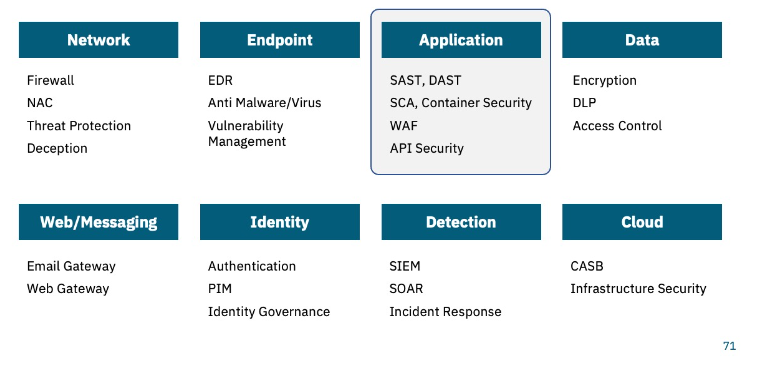 Network
Firewall
NAC
Threat Protection
Deception
Endpoint
EDR
Anti Malware/Virus
Vulnerability
Management
Application
SAST, DAST
SCA, Container Security
WAF
API Security
Data
Encryption
DLP
Access Control
Web/Messaging
Email Gateway
Web Gateway
Identity
Authentication
PIM
Identity Governance
Detection
SIEM
SOAR
Incident Response
Cloud
CASB
Infrastructure Security
71